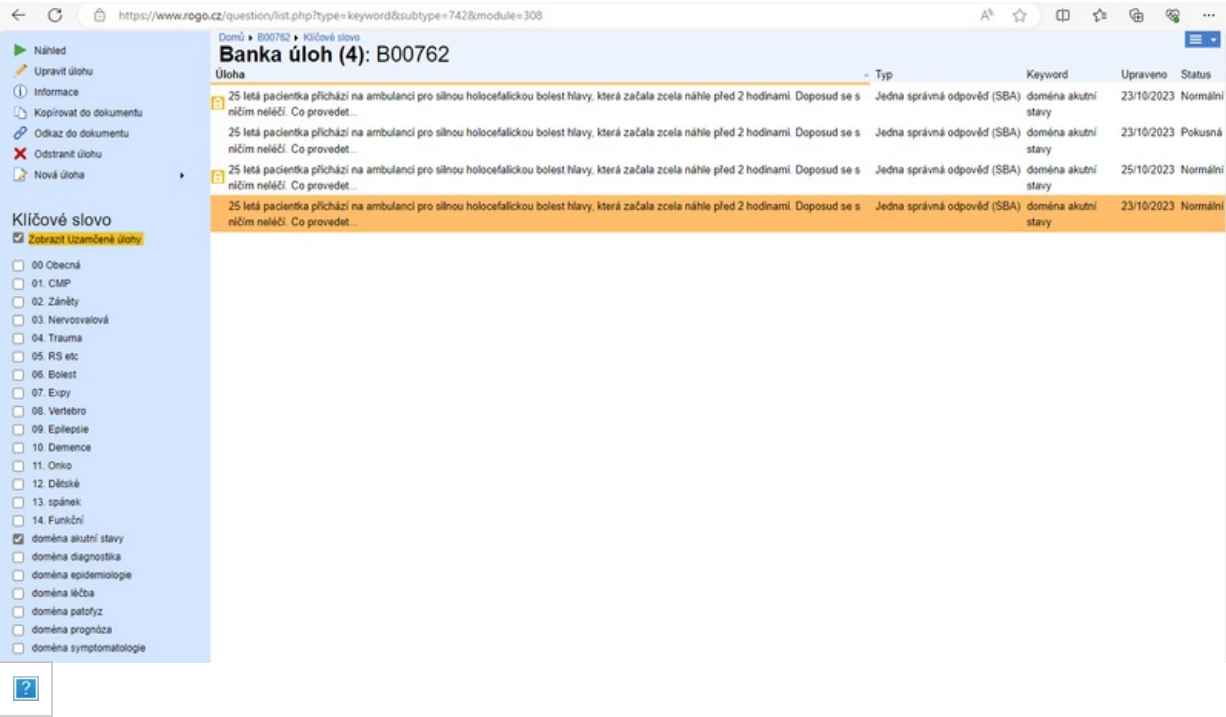 https://www.rogo.cz/question/list.php?type=keyword&subtype=742&module=308
Náhled
Upravit úlohu
Informace
Kopírovat do dokumentu
Odkaz do dokumentu
Odstranit úlohu
Nová úloha
Klíčové slovo
Zobrazit Uzamčené úlohy
00 Obecná
01. CMP
02. Záněty
03. Nervosvalová
04. Trauma
05. RS etc
06. Bolest
07. Expy
08. Vertebro
09. Epilepsie
10. Demence
11. Onko
12. Dětské
13. spánek
14. Funkční
doména akutní stavy
doména diagnostika
doména epidemiologie
doména léčba
doména patofyz
doména prognóza
doména symptomatologie
Domů B00762 Klíčové slovo
Banka úloh (4): B00762
Úloha Typ Keyword Upraveno Status
25 letá pacientka přichází na ambulanci pro silnou holocefalickou bolest hlavy, která začala zcela náhle před 2 hodinami. Doposud se s Jedna správná odpověď (SBA) doména akutní 23/10/2023 Normální
ničím neléčí. Co provedet... stavy
25 letá pacientka přichází na ambulanci pro silnou holocefalickou bolest hlavy, která začala zcela náhle před 2 hodinami. Doposud se s Jedna správná odpověď (SBA) doména akutní 23/10/2023 Pokusná
ničím neléčí. Co provedet... stavy
25 letá pacientka přichází na ambulanci pro silnou holocefalickou bolest hlavy, která začala zcela náhle před 2 hodinami. Doposud se s Jedna správná odpověď (SBA) doména akutní 25/10/2023 Normální
ničím neléčí. Co provedet... stavy
25 letá pacientka přichází na ambulanci pro silnou holocefalickou bolest hlavy, která začala zcela náhle před 2 hodinami. Doposud se s Jedna správná odpověď (SBA) doména akutní 23/10/2023 Normální
ničím neléčí. Co provedet... stavy